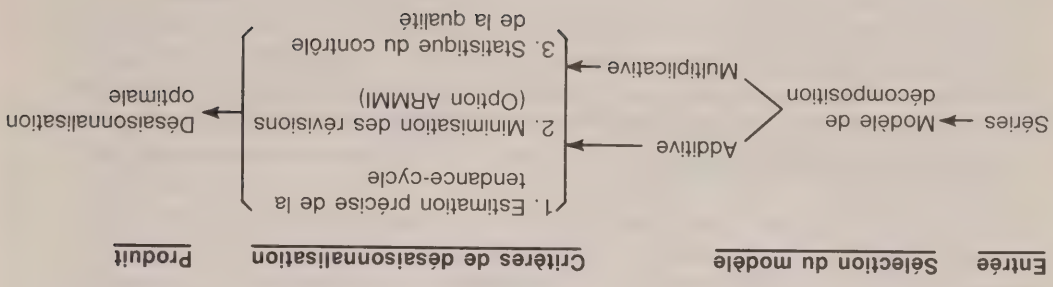 Entrée
Sélection du modèle
Critères de désaisonnalisation
Produit
Séries
Modèle de
décomposition
Additive
Multiplicative
1. Estimation précise de la
tendance-cycle
2. Minimisation des révisions
(Option ARMMI)
3. Statistique du contrôle
de la qualité
Désaisonnalisation
optimale